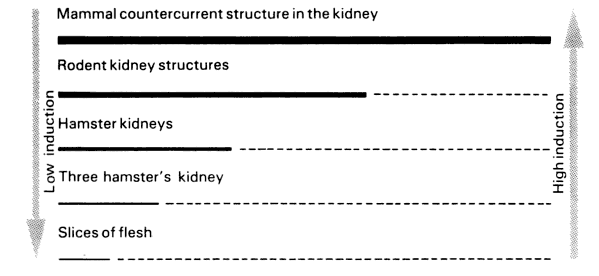 Mammal countercurrent structure in the kidney
Rodent kidney structures
Hamster kidneys
Three hamster's kidney
Slices of flesh
Low induction
High induction